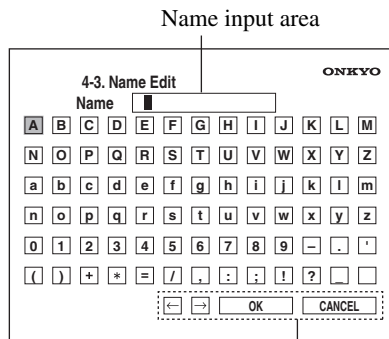 Name input area
ONKYO
4-3. Name Edit
Name
A B C D E F G H I J K L M
N O P Q R S T U V W X Y Z
a b c d e f g h i j k l m
n o p q r s t u v w x y z
0 1 2 3 4 5 6 7 8 9 – . '
( ) + * = / , : ; ! ? _
← → OK CANCEL